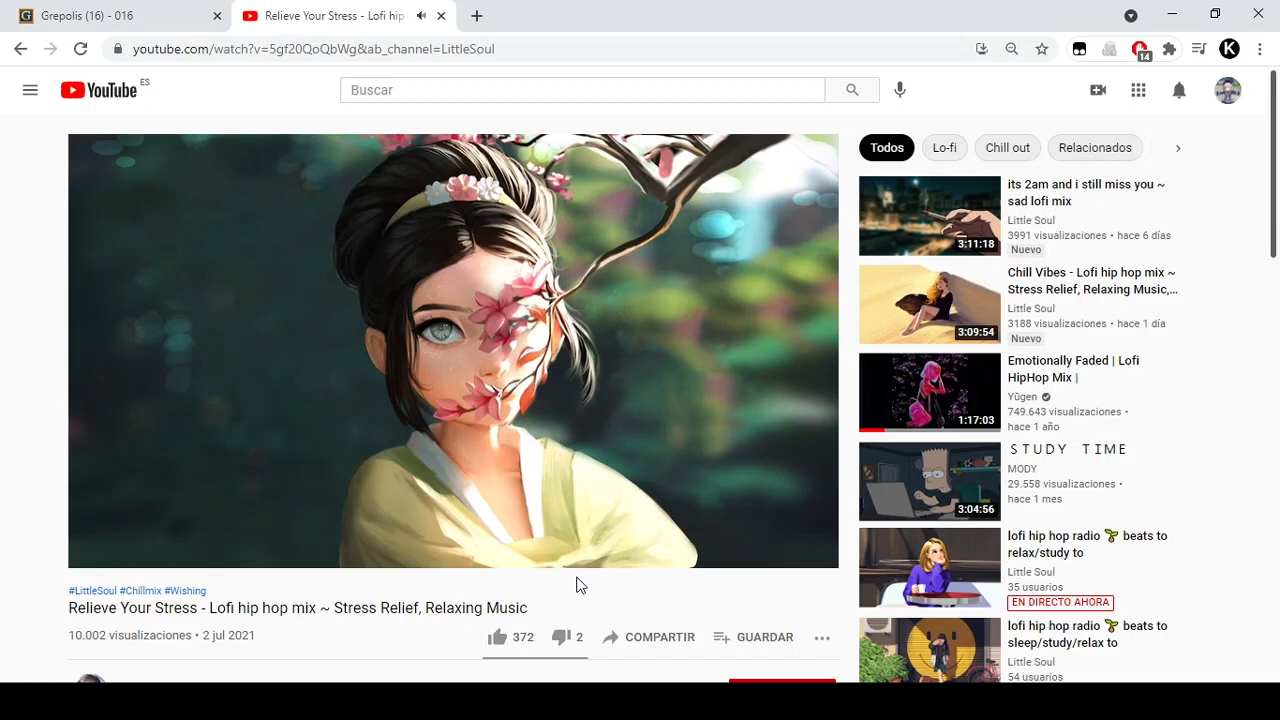 Grepolis (16) - 016
Relieve Your Stress - Lofi hip
youtube.com/watch?v=5gf20QoQbWg&ab_channel=LittleSoul
14
K
YouTube ES
Buscar
Todos
Lo-fi
Chill out
Relacionados
its 2am and i still miss you ~
sad lofi mix
Little Soul
3991 visualizaciones • hace 6 días
Nuevo
3:11:18
Chill Vibes - Lofi hip hop mix ~
Stress Relief, Relaxing Music,...
Little Soul
3188 visualizaciones • hace 1 día
Nuevo
3:09:54
Emotionally Faded | Lofi
HipHop Mix |
Yūgen
749.643 visualizaciones •
hace 1 año
1:17:03
STUDY TIME
MODY
29.558 visualizaciones •
hace 1 mes
3:04:56
lofi hip hop radio 🌱 beats to
relax/study to
Little Soul
35 usuarios
EN DIRECTO AHORA
lofi hip hop radio 🌱 beats to
sleep/study/relax to
Little Soul
54 usuarios
#LittleSoul #Chillmix #Wishing
Relieve Your Stress - Lofi hip hop mix ~ Stress Relief, Relaxing Music
10.002 visualizaciones • 2 jul 2021
372
2
COMPARTIR
GUARDAR